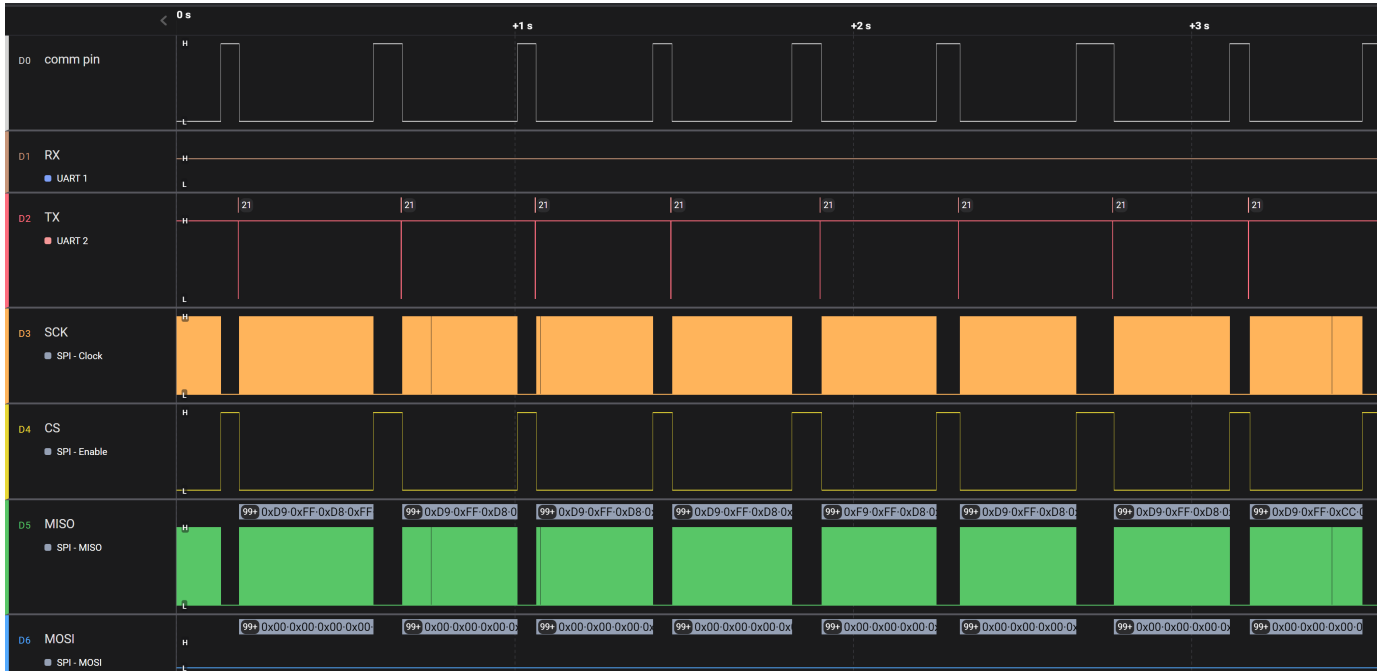 0 s
+1 s +2 s +3 s
D0 comm pin H L
D1 RX H L
UART 1
21 21 21 21 21 21 21 21
D2 TX H L
UART 2
D3 SCK H L
SPI - Clock
D4 CS H L
SPI - Enable
99+ 0xD9·0xFF·0xD8·0xFF 99+ 0xD9·0xFF·0xD8·0 99+ 0xD9·0xFF·0xD8·0 99+ 0xD9·0xFF·0xD8·0x 99+ 0xF9·0xFF·0xD8·0 99+ 0xD9·0xFF·0xD8·0 99+ 0xD9·0xFF·0xD8·0 99+ 0xD9·0xFF·0xCC·
D5 MISO H L
SPI - MISO
99+ 0x00·0x00·0x00·0x00· 99+ 0x00·0x00·0x00·0 99+ 0x00·0x00·0x00·0x 99+ 0x00·0x00·0x00·0x0 99+ 0x00·0x00·0x00·0 99+ 0x00·0x00·0x00·0x 99+ 0x00·0x00·0x00·0 99+ 0x00·0x00·0x00·0
D6 MOSI H L
SPI - MOSI